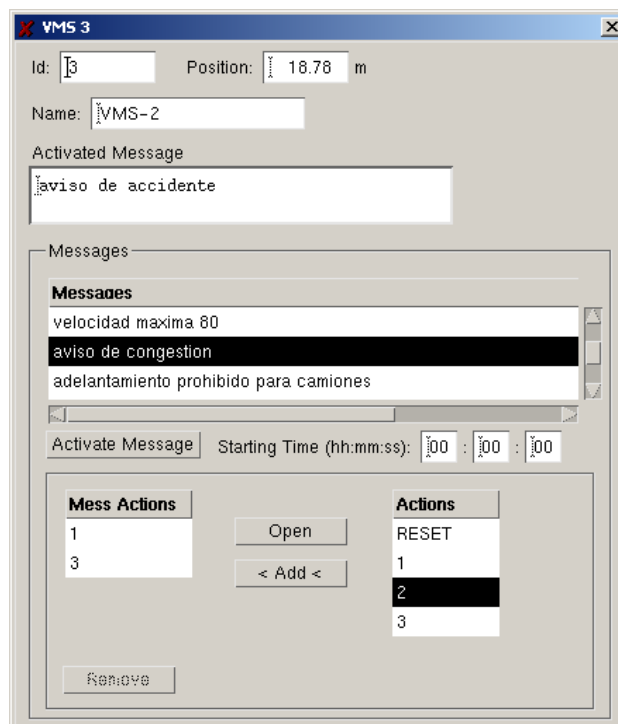 VMS 3
Id: 3 Position: 18.78 m
Name: VMS-2
Activated Message
aviso de accidente
Messages
Messages
velocidad maxima 80
aviso de congestion
adelantamiento prohibido para camiones
Activate Message Starting Time (hh:mm:ss): 00 : 00 : 00
Mess Actions
1
3
Open
< Add <
Actions
RESET
1
2
3
Remove